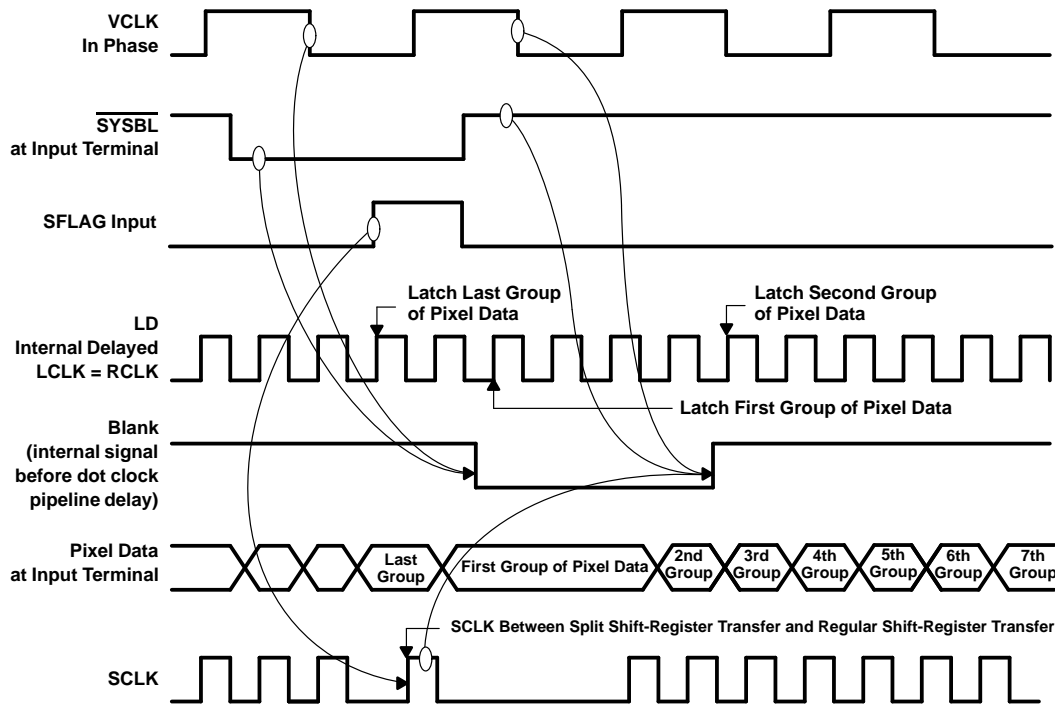 VCLK
In Phase
SYSBL
at Input Terminal
SFLAG Input
Latch Last Group
of Pixel Data
Latch Second Group
of Pixel Data
LD
Internal Delayed
LCLK = RCLK
Latch First Group of Pixel Data
Blank
(internal signal
before dot clock
pipeline delay)
Pixel Data
at Input Terminal
Last
Group
First Group of Pixel Data
2nd
Group
3rd
Group
4th
Group
5th
Group
6th
Group
7th
Group
SCLK Between Split Shift-Register Transfer and Regular Shift-Register Transfer
SCLK